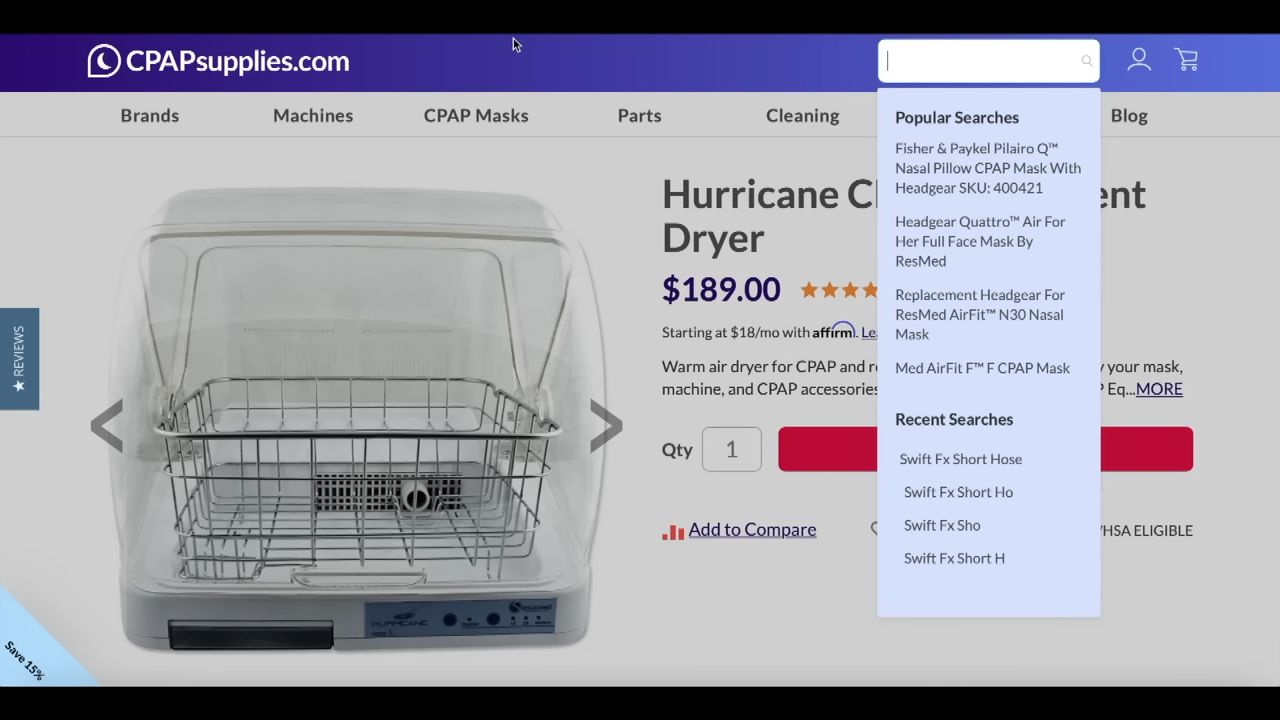 CPAPsupplies.com
Brands
Machines
CPAP Masks
Parts
Cleaning
Blog
Popular Searches
Fisher & Paykel Pilairo Q™
Nasal Pillow CPAP Mask With
Headgear SKU: 400421
Headgear Quattro™ Air For
Her Full Face Mask By
ResMed
Replacement Headgear For
ResMed AirFit™ N30 Nasal
Mask
Med AirFit F™ F CPAP Mask
Recent Searches
Swift Fx Short Hose
Swift Fx Short Ho
Swift Fx Sho
Swift Fx Short H
Hurricane
Dryer
$189.00
Starting at $18/mo with affirm.
Warm air dryer for CPAP and your mask,
machine, and CPAP accessories Eq...MORE
Qty 1
Add to Compare
/HSA ELIGIBLE
★ REVIEWS
HURRICANE
Save 15%